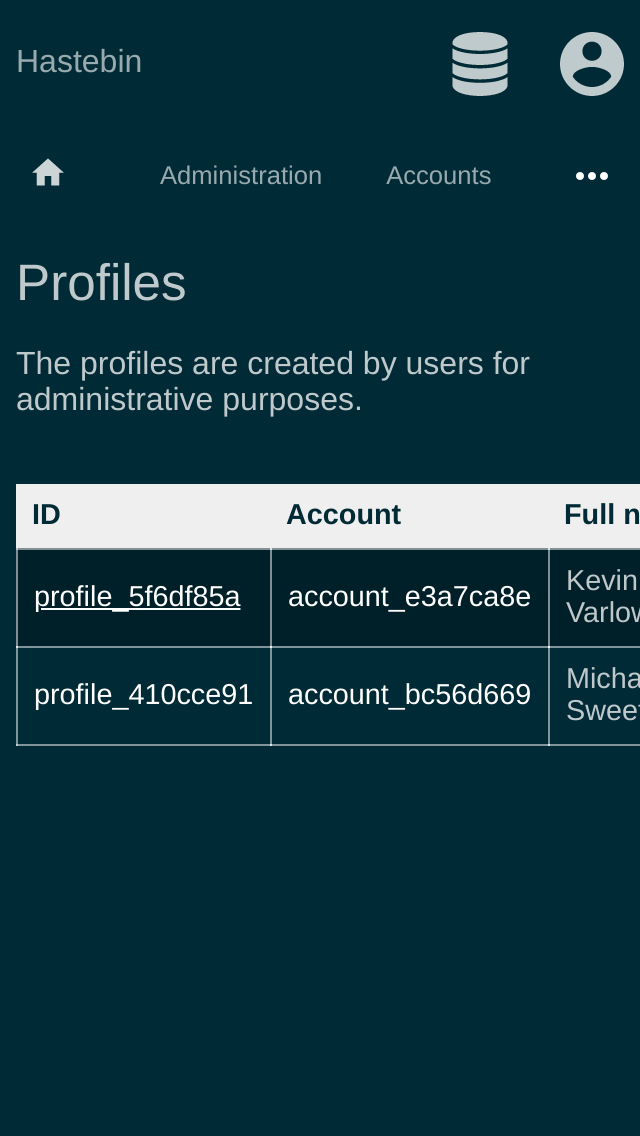 Hastebin
Administration Accounts
Profiles
The profiles are created by users for
administrative purposes.
ID Account Full n
profile_5f6df85a account_e3a7ca8e Kevin
Varlow
profile_410cce91 account_bc56d669 Micha
Sweet